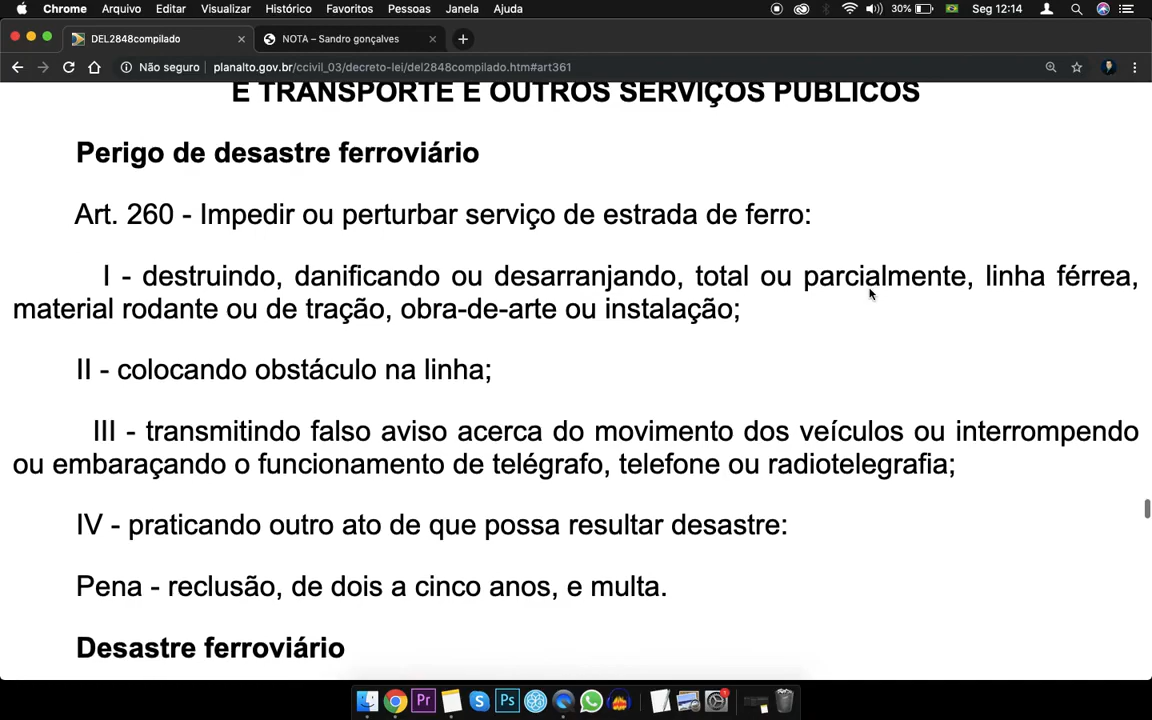 Chrome Arquivo Editar Visualizar Histórico Favoritos Pessoas Janela Ajuda 30% Seg 12:14
DEL2848compilado NOTA – Sandro gonçalves
Não seguro planalto.gov.br/ccivil_03/decreto-lei/del2848compilado.htm#art361
E TRANSPORTE E OUTROS SERVIÇOS PÚBLICOS
Perigo de desastre ferroviário
Art. 260 - Impedir ou perturbar serviço de estrada de ferro:
I - destruindo, danificando ou desarranjando, total ou parcialmente, linha férrea,
material rodante ou de tração, obra-de-arte ou instalação;
II - colocando obstáculo na linha;
III - transmitindo falso aviso acerca do movimento dos veículos ou interrompendo
ou embaraçando o funcionamento de telégrafo, telefone ou radiotelegrafia;
IV - praticando outro ato de que possa resultar desastre:
Pena - reclusão, de dois a cinco anos, e multa.
Desastre ferroviário
Pr Ps